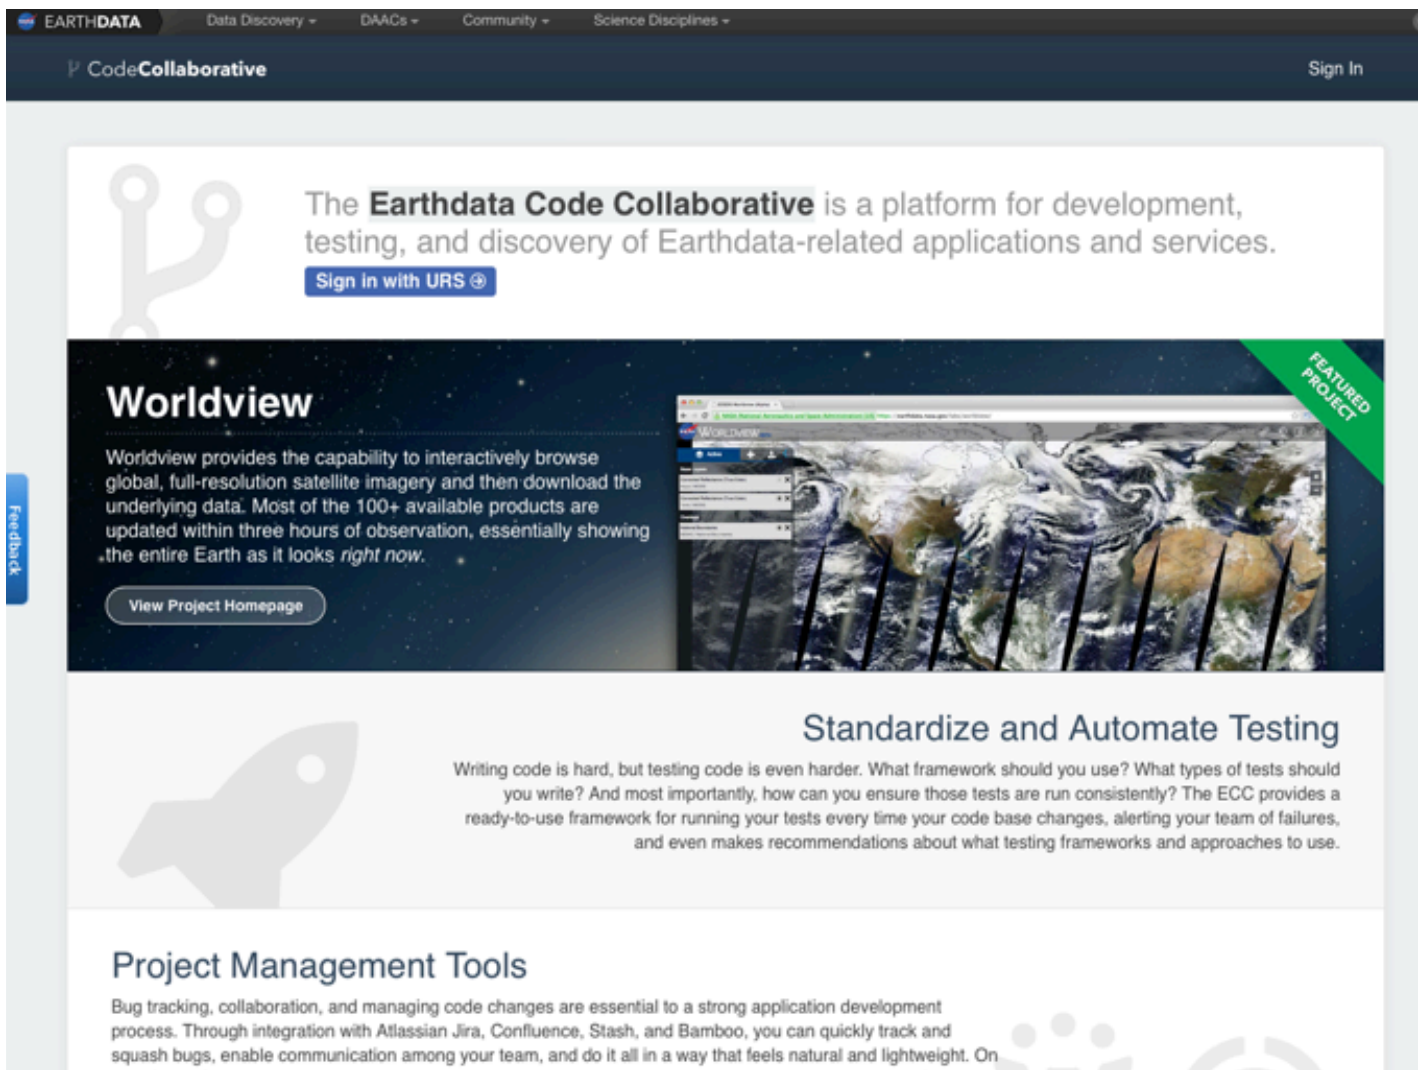 EARTHDATA
Data Discovery
DAACs
Community
Science Disciplines
CodeCollaborative
Sign In
The Earthdata Code Collaborative is a platform for development,
testing, and discovery of Earthdata-related applications and services.
Sign in with URS
FEATURED
PROJECT
Worldview
Worldview provides the capability to interactively browse
global, full-resolution satellite imagery and then download the
underlying data. Most of the 100+ available products are
updated within three hours of observation, essentially showing
the entire Earth as it looks right now.
View Project Homepage
WORLDVIEW
Active
Feedback
Standardize and Automate Testing
Writing code is hard, but testing code is even harder. What framework should you use? What types of tests should
you write? And most importantly, how can you ensure those tests are run consistently? The ECC provides a
ready-to-use framework for running your tests every time your code base changes, alerting your team of failures,
and even makes recommendations about what testing frameworks and approaches to use.
Project Management Tools
Bug tracking, collaboration, and managing code changes are essential to a strong application development
process. Through integration with Atlassian Jira, Confluence, Stash, and Bamboo, you can quickly track and
squash bugs, enable communication among your team, and do it all in a way that feels natural and lightweight. On